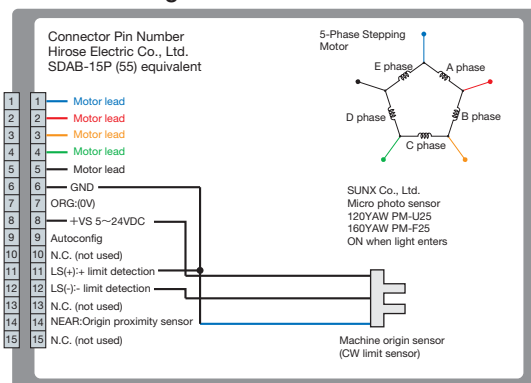 Connector Pin Number
Hirose Electric Co., Ltd.
SDAB-15P (55) equivalent
1 1 Motor lead
2 2 Motor lead
3 3 Motor lead
4 4 Motor lead
5 5 Motor lead
6 6 GND
7 7 ORG:(0V)
8 8 +VS 5～24VDC
9 9 Autoconfig
10 10 N.C. (not used)
11 11 LS(+):+ limit detection
12 12 LS(-):- limit detection
13 13 N.C. (not used)
14 14 NEAR:Origin proximity sensor
15 15 N.C. (not used)
5-Phase Stepping
Motor
E phase
A phase
D phase
B phase
C phase
SUNX Co., Ltd.
Micro photo sensor
120YAW PM-U25
160YAW PM-F25
ON when light enters
Machine origin sensor
(CW limit sensor)